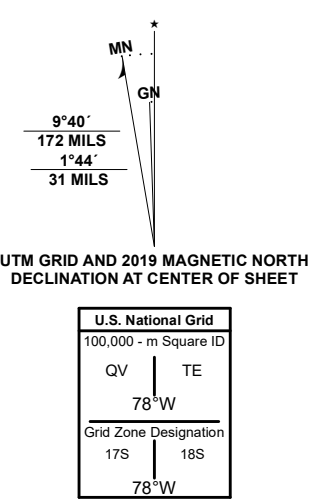 ★
MN
GN
9°40´
172 MILS
1°44´
31 MILS
UTM GRID AND 2019 MAGNETIC NORTH
DECLINATION AT CENTER OF SHEET
U.S. National Grid
100,000 - m Square ID
QV TE
78°W
Grid Zone Designation
17S 18S
78°W